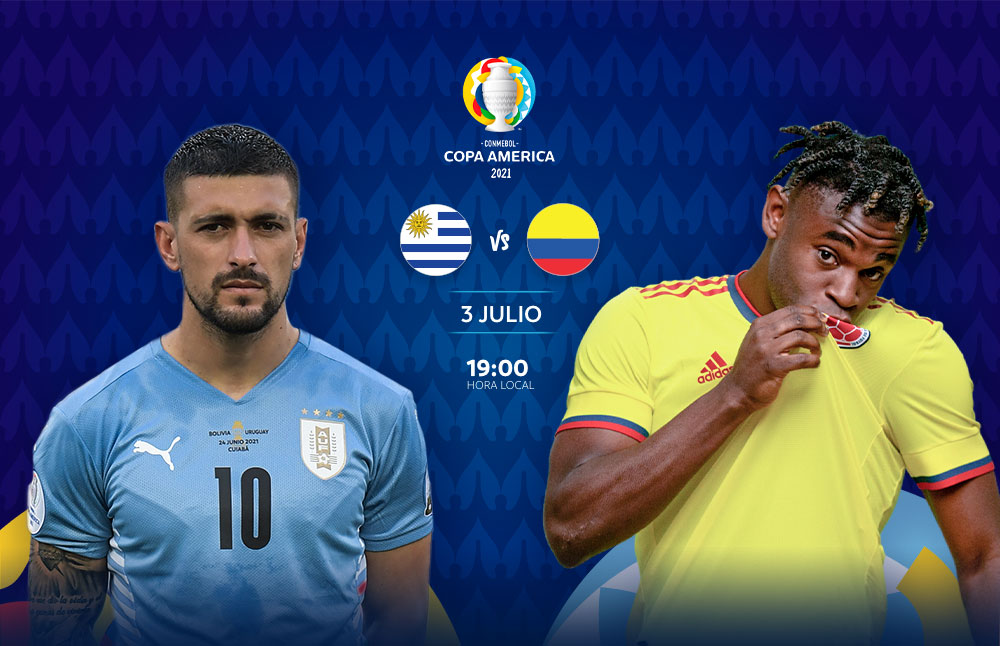 -CONMEBOL-
COPA AMERICA
2021
vs
3 JULIO
19:00
HORA LOCAL
BOLIVIA URUGUAY
24 JUNIO 2021
CUIABÁ
10
adidas